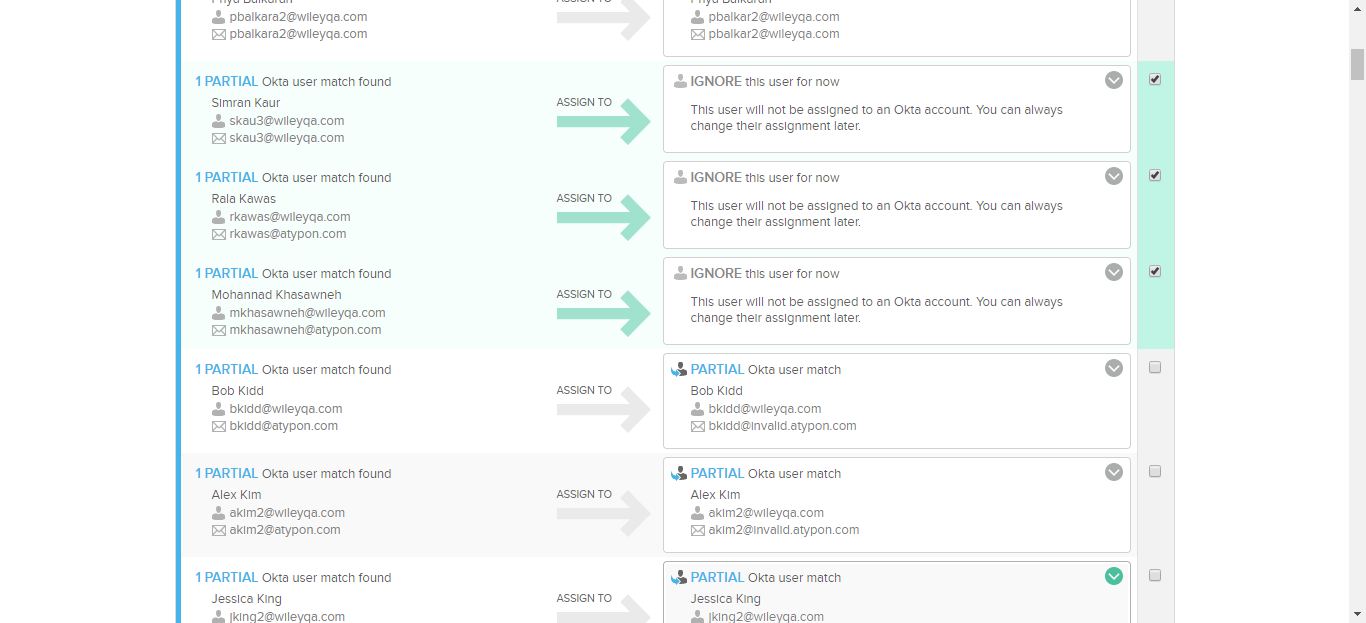 pbalkara2@wileyqa.com
pbalkara2@wileyqa.com
pbalkar2@wileyqa.com
pbalkar2@wileyqa.com
1 PARTIAL Okta user match found
Simran Kaur
skau3@wileyqa.com
skau3@wileyqa.com
ASSIGN TO
IGNORE this user for now
This user will not be assigned to an Okta account. You can always
change their assignment later.
1 PARTIAL Okta user match found
Rala Kawas
rkawas@wileyqa.com
rkawas@atypon.com
ASSIGN TO
IGNORE this user for now
This user will not be assigned to an Okta account. You can always
change their assignment later.
1 PARTIAL Okta user match found
Mohannad Khasawneh
mkhasawneh@wileyqa.com
mkhasawneh@atypon.com
ASSIGN TO
IGNORE this user for now
This user will not be assigned to an Okta account. You can always
change their assignment later.
1 PARTIAL Okta user match found
Bob Kidd
bkidd@wileyqa.com
bkidd@atypon.com
ASSIGN TO
PARTIAL Okta user match
Bob Kidd
bkidd@wileyqa.com
bkidd@invalid.atypon.com
1 PARTIAL Okta user match found
Alex Kim
akim2@wileyqa.com
akim2@atypon.com
ASSIGN TO
PARTIAL Okta user match
Alex Kim
akim2@wileyqa.com
akim2@invalid.atypon.com
1 PARTIAL Okta user match found
Jessica King
jking2@wileyqa.com
ASSIGN TO
PARTIAL Okta user match
Jessica King
jking2@wileyqa.com